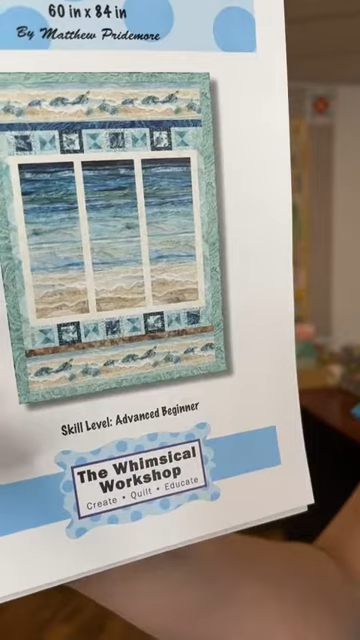 60 in x 84 in
By Matthew Pridemore
Skill Level: Advanced Beginner
The Whimsical
Workshop
Create • Quilt • Educate